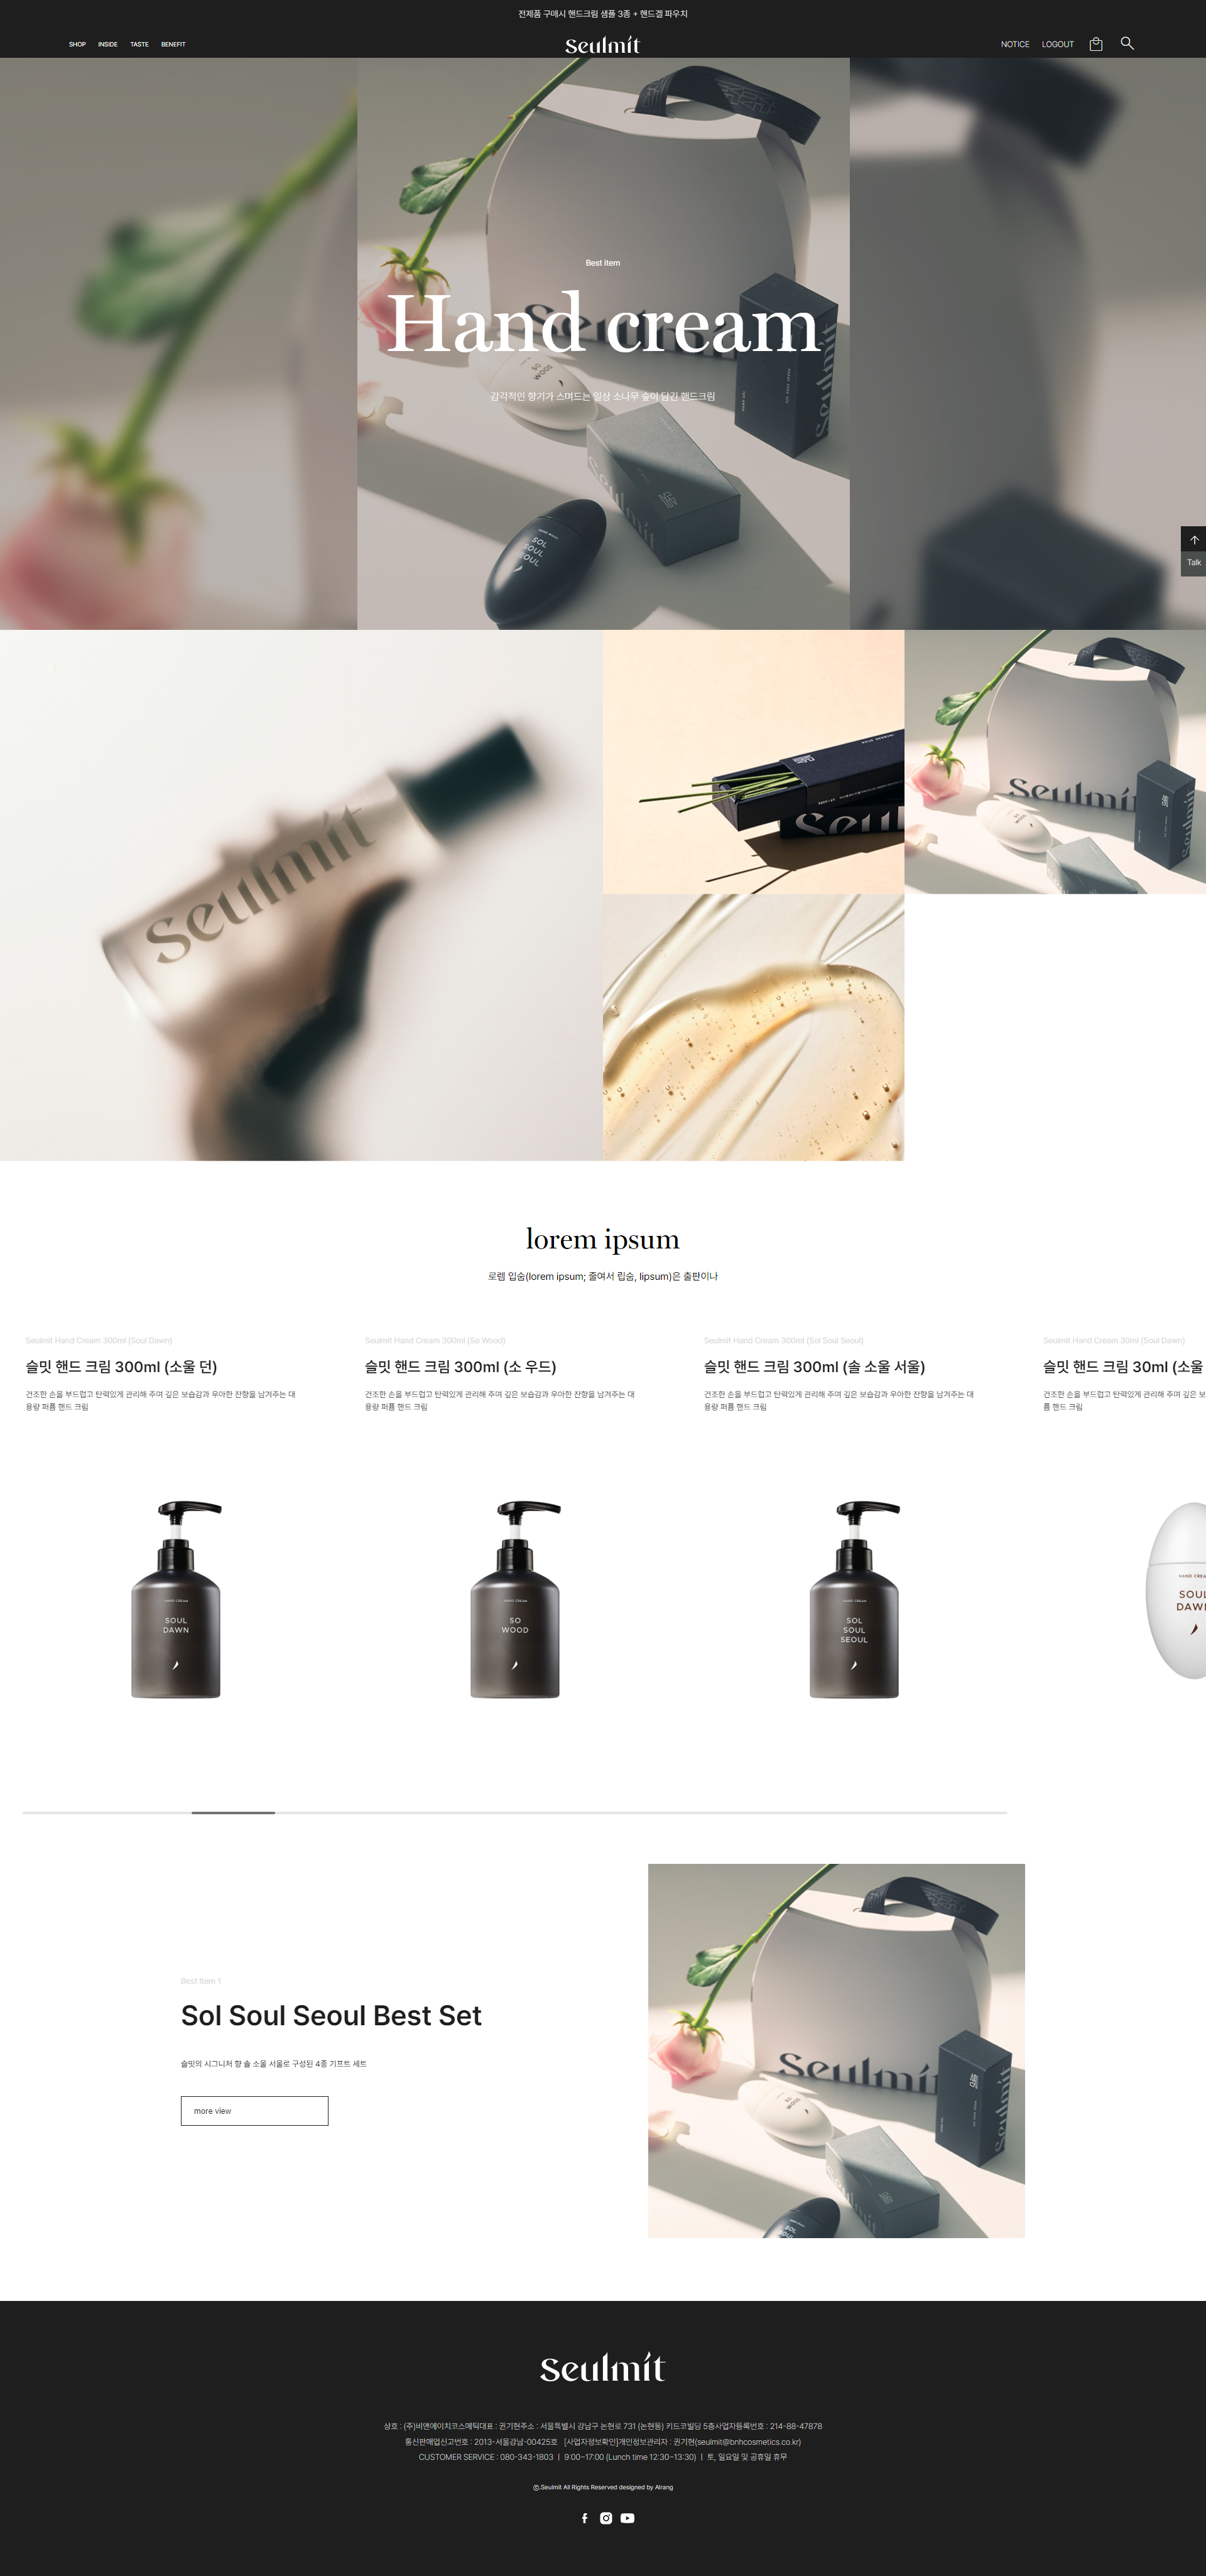 전제품 구매시 핸드크림 샘플 3종 + 핸드겔 파우치
SHOP INSIDE TASTE BENEFIT
Seulmit
NOTICE LOGOUT
Best item
Hand cream
감각적인 향기가 스며드는 일상 소나무 숲이 담긴 핸드크림
Seulmit
SO
WOOD
SOL
SOUL
SEOUL
Talk
Seulmit
Seulmit
SO
WOOD
lorem ipsum
로렘 입숨(lorem ipsum; 줄여서 립숨, lipsum)은 출판이나
Seulmit Hand Cream 300ml (Soul Dawn)
슬밋 핸드 크림 300ml (소울 던)
건조한 손을 부드럽고 탄력있게 관리해 주며 깊은 보습감과 우아한 잔향을 남겨주는 대
용량 퍼퓸 핸드 크림
HAND CREAM
SOUL
DAWN
Seulmit Hand Cream 300ml (So Wood)
슬밋 핸드 크림 300ml (소 우드)
건조한 손을 부드럽고 탄력있게 관리해 주며 깊은 보습감과 우아한 잔향을 남겨주는 대
용량 퍼퓸 핸드 크림
HAND CREAM
SO
WOOD
Seulmit Hand Cream 300ml (Sol Soul Seoul)
슬밋 핸드 크림 300ml (솔 소울 서울)
건조한 손을 부드럽고 탄력있게 관리해 주며 깊은 보습감과 우아한 잔향을 남겨주는 대
용량 퍼퓸 핸드 크림
HAND CREAM
SOL
SOUL
SEOUL
Seulmit Hand Cream 30ml (Soul Dawn)
슬밋 핸드 크림 30ml (소울
건조한 손을 부드럽고 탄력있게 관리해 주며 깊은 보
퓸 핸드 크림
HAND CREA
SOUL
DAWN
Best Item 1
Sol Soul Seoul Best Set
슬밋의 시그니처 향 솔 소울 서울로 구성된 4종 기프트 세트
more view
Seulmit
SO
WOOD
Seulmit
상호 : (주)비앤에이치코스메틱대표 : 권기현주소 : 서울특별시 강남구 논현로 731 (논현동) 키드코빌딩 5층사업자등록번호 : 214-88-47878
통신판매업신고번호 : 2013-서울강남-00425호 [사업자정보확인]개인정보관리자 : 권기현(seulmit@bnhcosmetics.co.kr)
CUSTOMER SERVICE : 080-343-1803 | 9:00~17:00 (Lunch time 12:30~13:30) | 토, 일요일 및 공휴일 휴무
ⓒ.Seulmit All Rights Reserved designed by Alrang